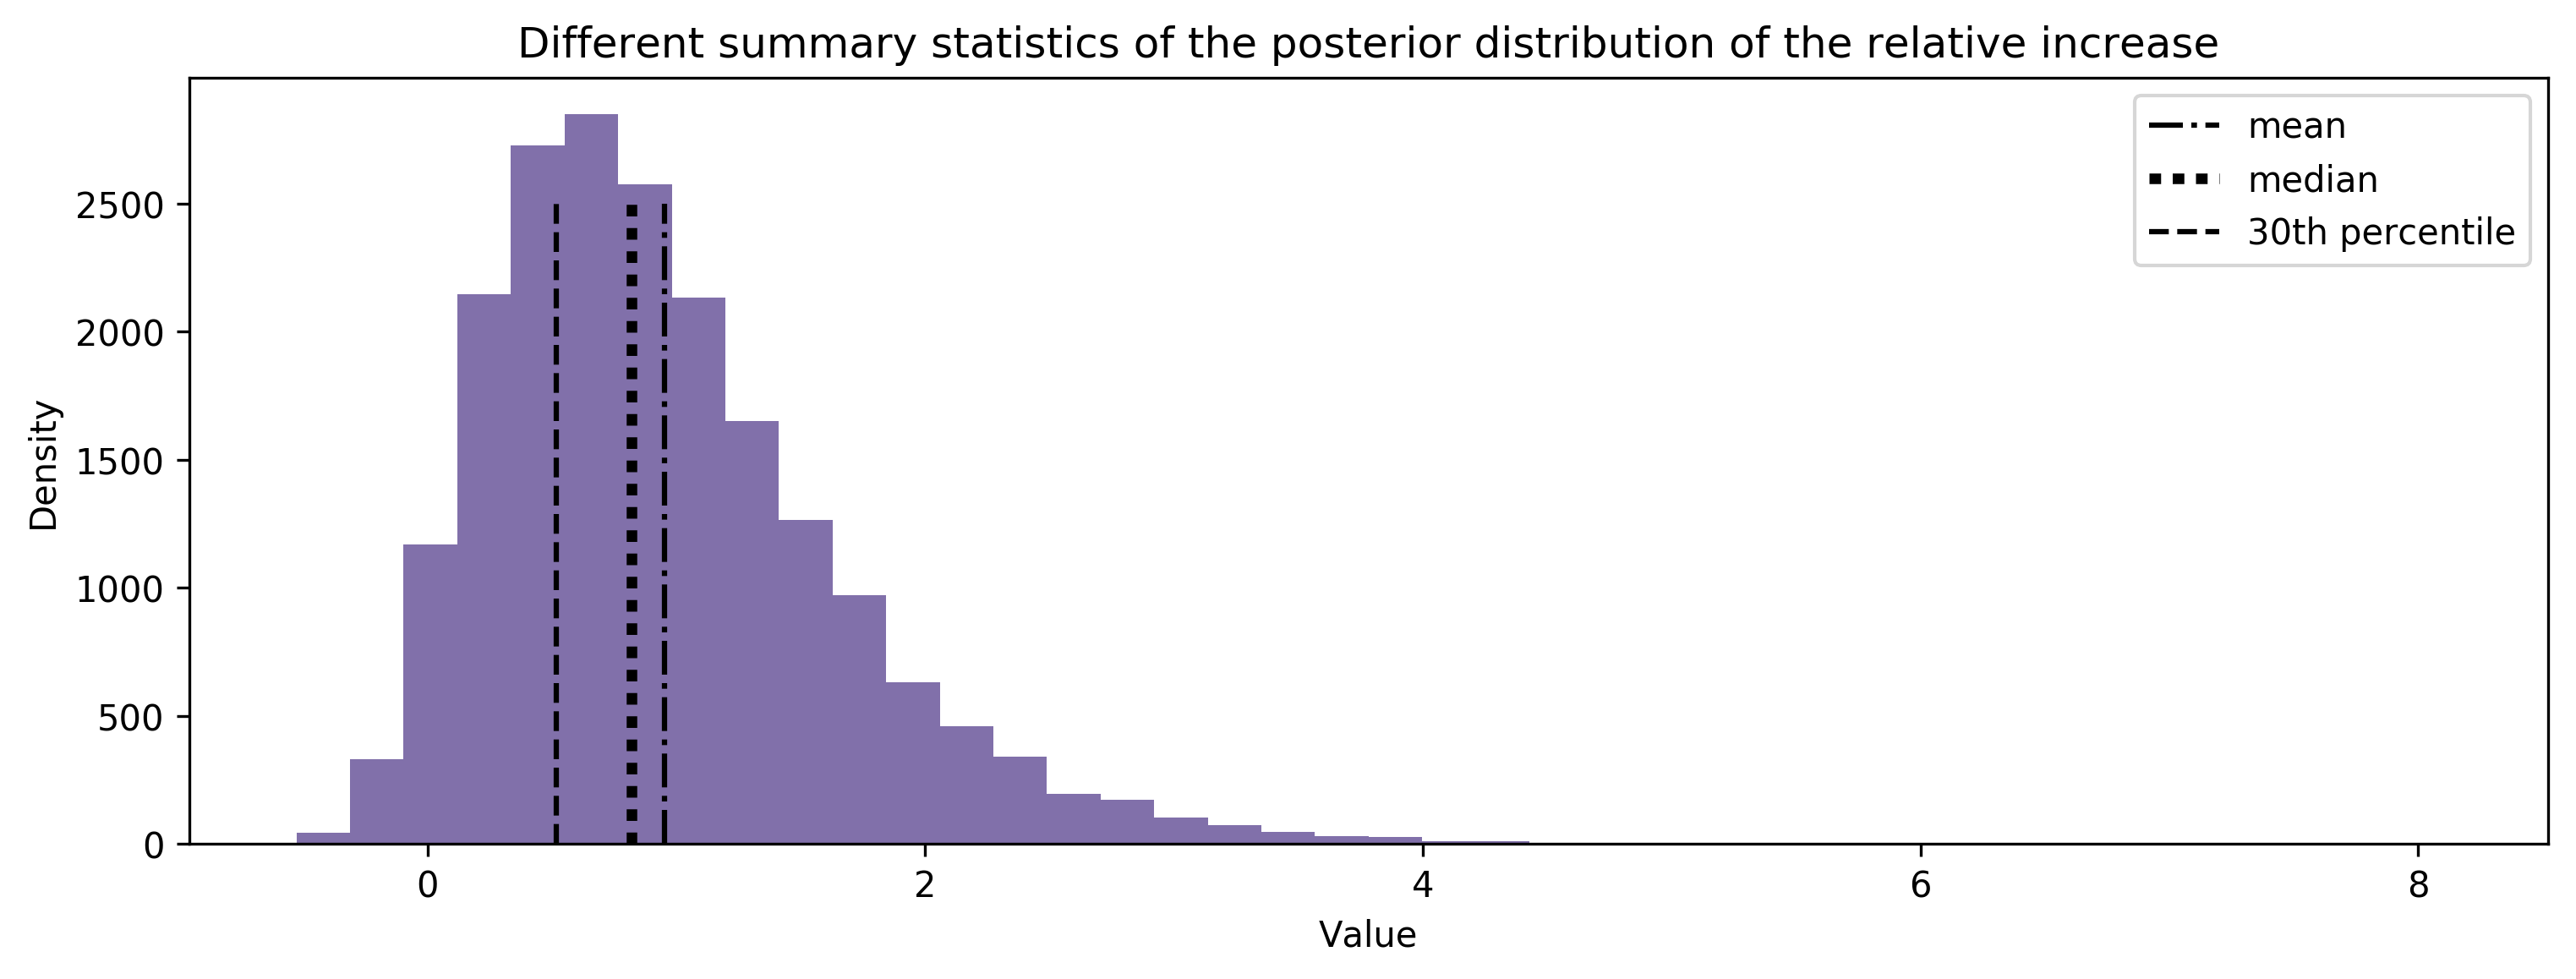 Different summary statistics of the posterior distribution of the relative increase
mean
median
30th percentile
Density
2500
2000
1500
1000
500
0
0 2 4 6 8
Value